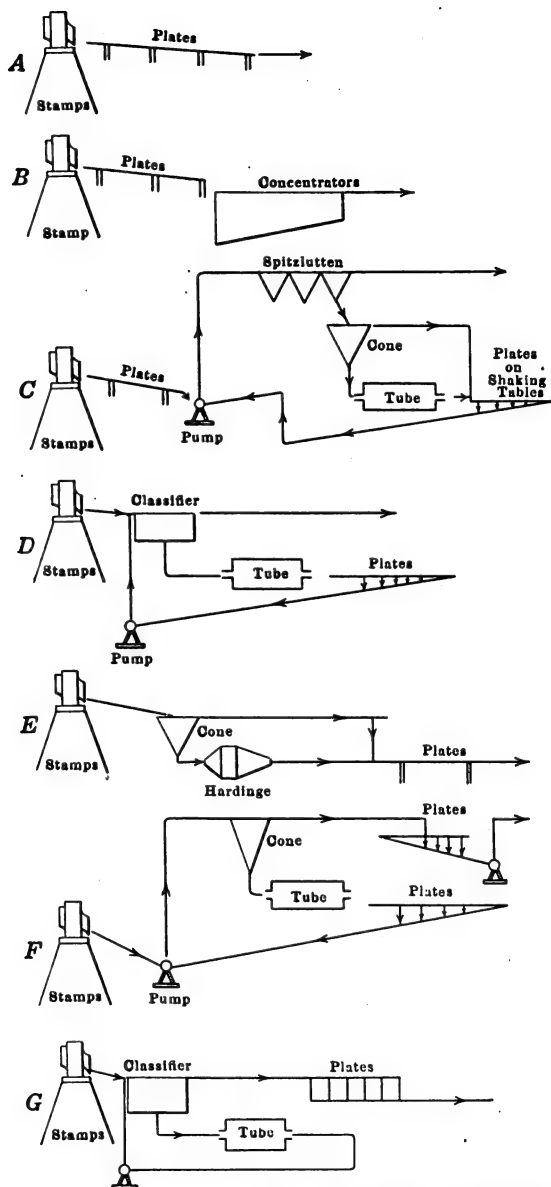 A
Plates
Stamps
B
Plates
Concentrators
Stamp
C
Spitzlutten
Cone
Plates
on
Shaking
Tables
Plates
Tube
Pump
Stamps
D
Classifier
Tube
Plates
Stamps
Pump
E
Cone
Plates
Hardinge
Stamps
F
Plates
Cone
Tube
Plates
Stamps
Pump
G
Classifier
Plates
Tube
Stamps